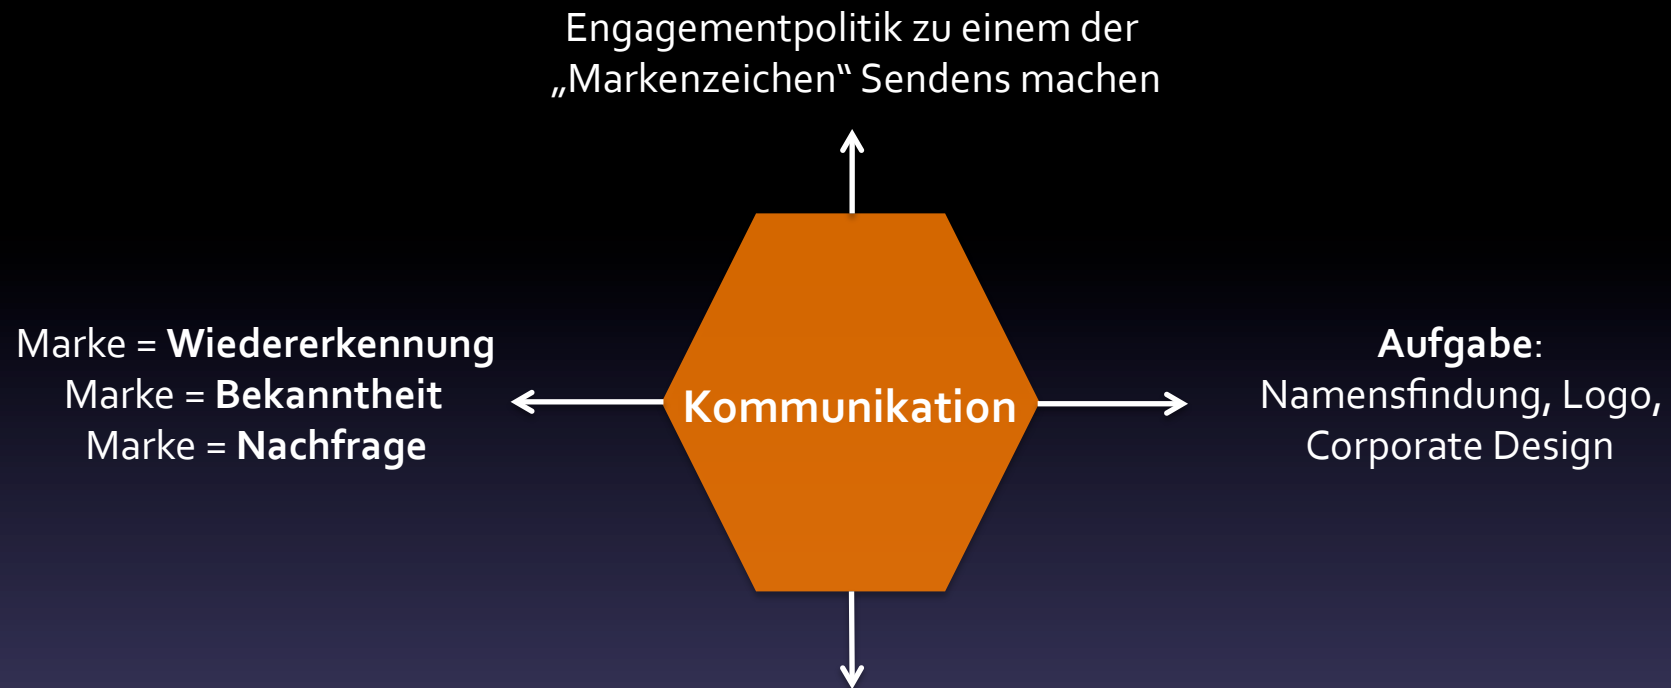 Engagementpolitik zu einem der
„Markenzeichen“ Sendens machen
Marke = Wiedererkennung
Marke = Bekanntheit
Marke = Nachfrage
Kommunikation
Aufgabe:
Namensfindung, Logo,
Corporate Design